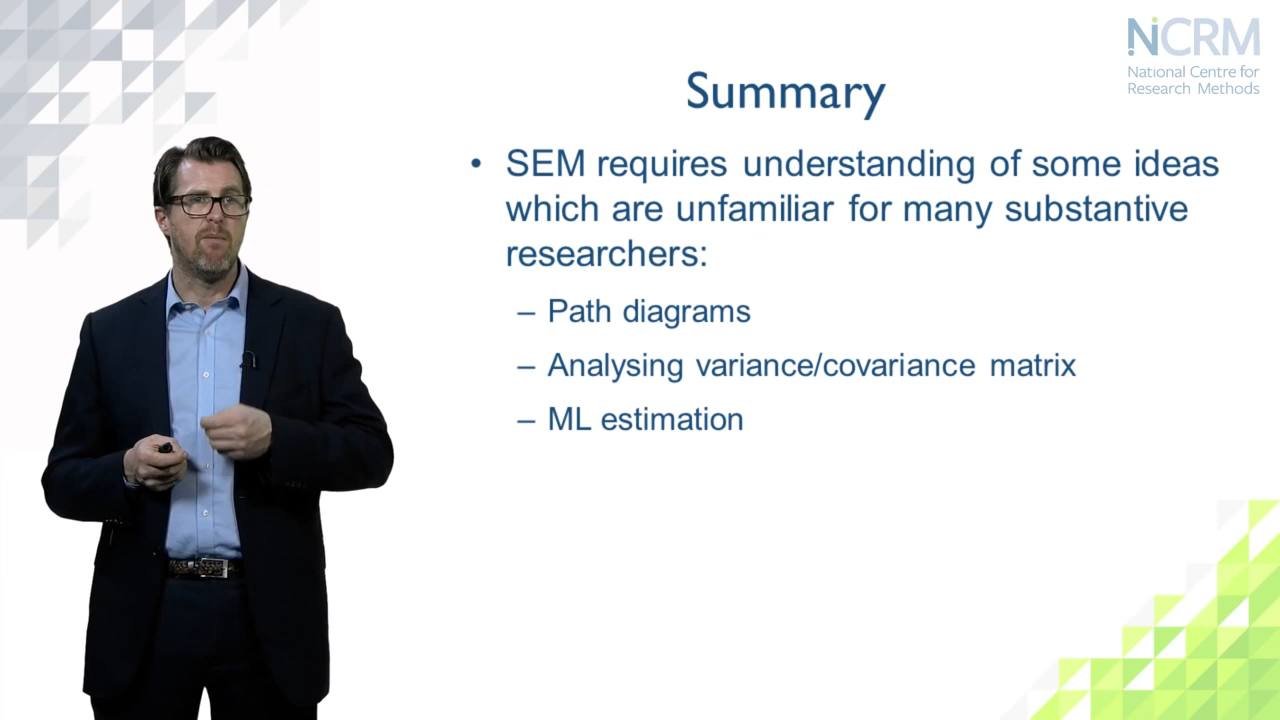 NCRM
National Centre for
Research Methods
Summary
• SEM requires understanding of some ideas
which are unfamiliar for many substantive
researchers:
– Path diagrams
– Analysing variance/covariance matrix
– ML estimation